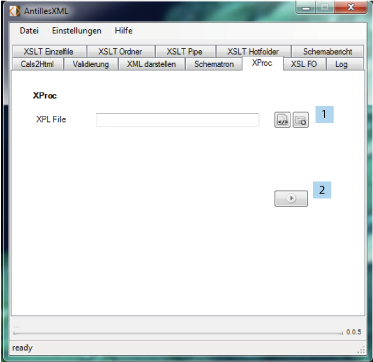 AntillesXML
Datei Einstellungen Hilfe
XSLT Einzelfile XSLT Ordner XSLT Pipe XSLT Hotfolder Schemabericht
Cals2Html Validierung XML darstellen Schematron XProc XSL FO Log
XProc
XPL File
1
2
0.0.5
ready